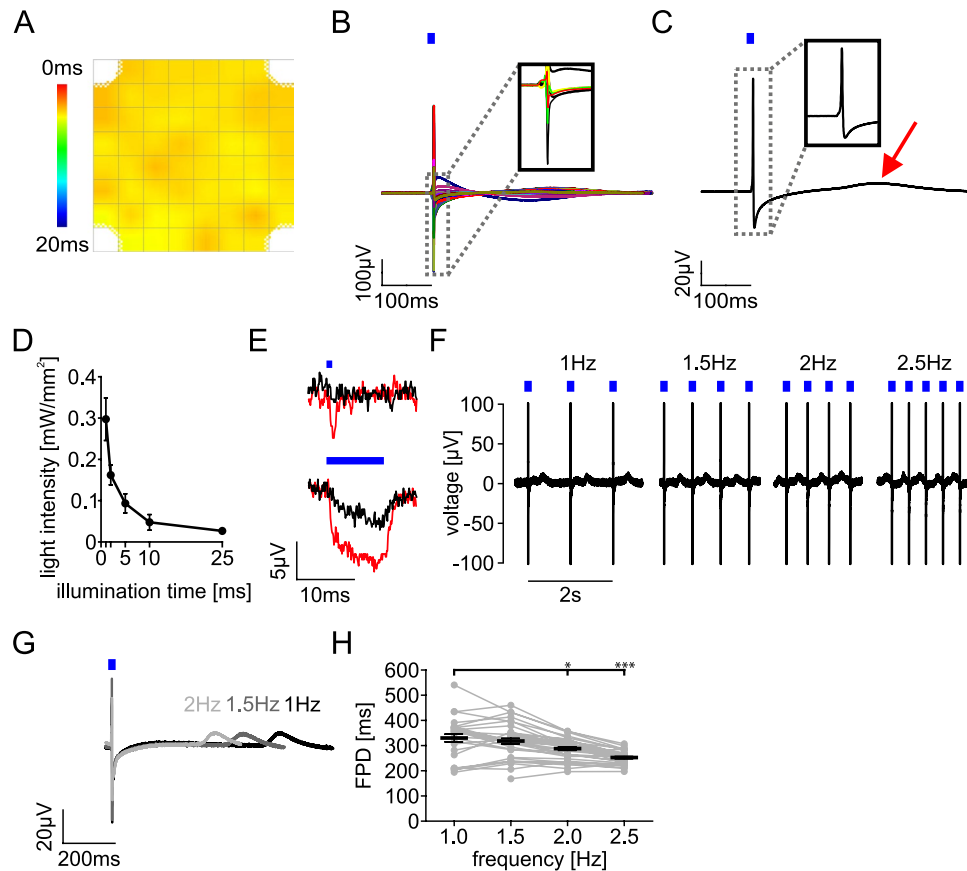 A
B
C
0ms
20ms
100µV
100ms
20µV
100ms
D
E
F
light intensity [mW/mm²]
0.4
0.3
0.2
0.1
0
0
5
10
25
illumination time [ms]
5µV
10ms
1Hz
1.5Hz
2Hz
2.5Hz
voltage [µV]
100
50
0
-50
-100
2s
G
H
2Hz 1.5Hz 1Hz
20µV
200ms
FPD [ms]
600
500
400
300
200
100
0
*
***
1.0
1.5
2.0
2.5
frequency [Hz]